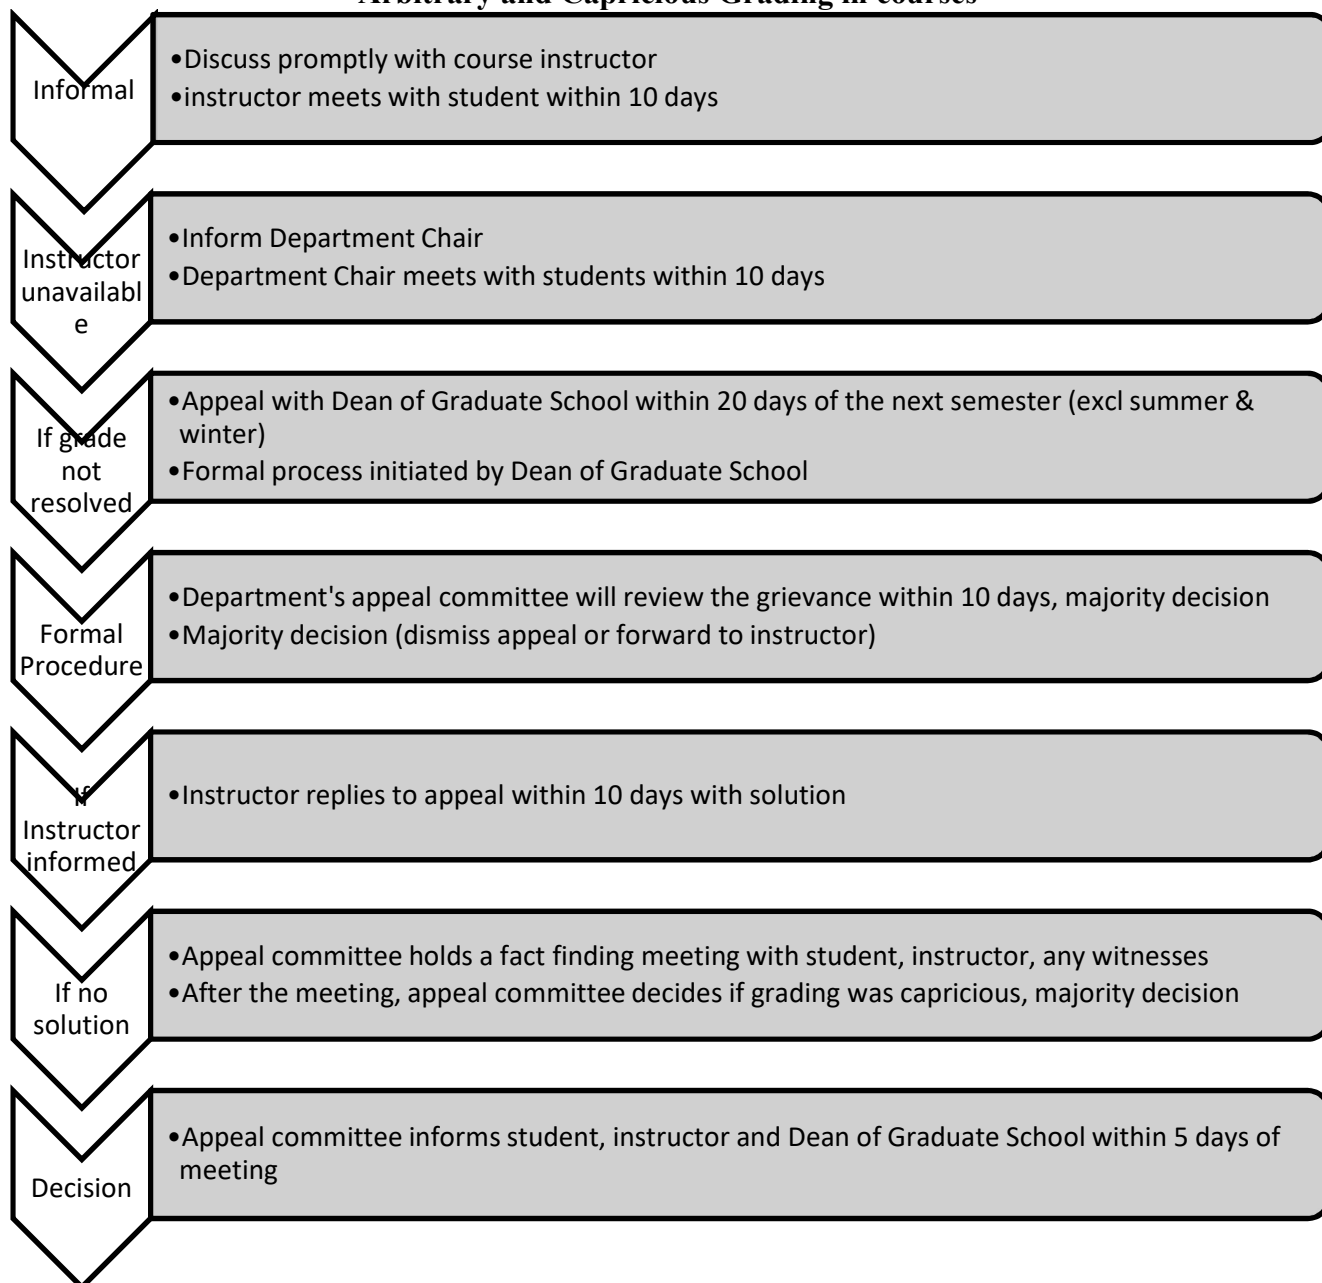 Arbitrary and Capricious Grading in courses
Informal
•Discuss promptly with course instructor
•instructor meets with student within 10 days
Instructor
unavailabl
e
•Inform Department Chair
•Department Chair meets with students within 10 days
If grade
not
resolved
•Appeal with Dean of Graduate School within 20 days of the next semester (excl summer &
winter)
•Formal process initiated by Dean of Graduate School
Formal
Procedure
•Department's appeal committee will review the grievance within 10 days, majority decision
•Majority decision (dismiss appeal or forward to instructor)
If
Instructor
informed
•Instructor replies to appeal within 10 days with solution
If no
solution
•Appeal committee holds a fact finding meeting with student, instructor, any witnesses
•After the meeting, appeal committee decides if grading was capricious, majority decision
Decision
•Appeal committee informs student, instructor and Dean of Graduate School within 5 days of
meeting